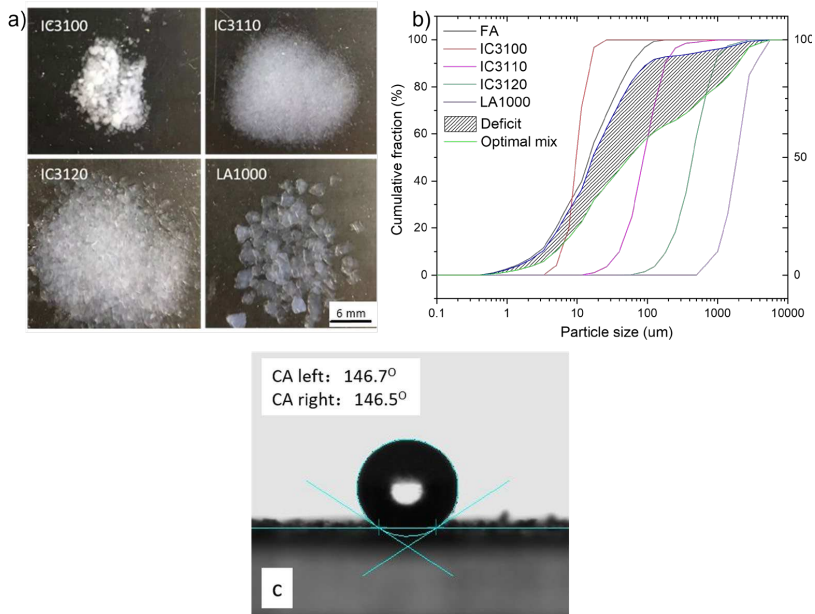 a)
IC3100
IC3110
IC3120
LA1000
6 mm
b)
FA
IC3100
IC3110
IC3120
LA1000
Deficit
Optimal mix
Cumulative fraction (%)
100
80
60
40
20
0
100
50
0
0.1 1 10 100 1000 10000
Particle size (um)
CA left: 146.7O
CA right: 146.5O
c